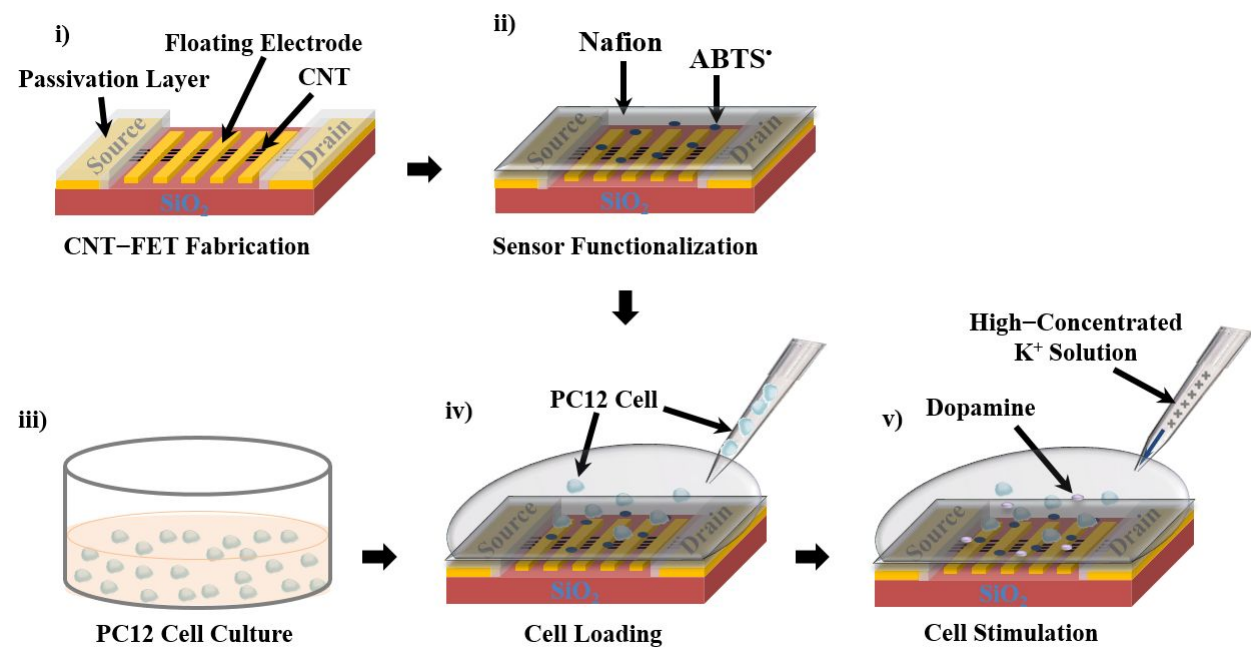 i)
Floating Electrode
Passivation Layer
CNT
Source
Drain
SiO₂
CNT−FET Fabrication
ii)
Nafion
ABTS•
Source
Drain
SiO₂
Sensor Functionalization
iii)
PC12 Cell Culture
iv)
PC12 Cell
Source
Drain
SiO₂
Cell Loading
High−Concentrated
K⁺ Solution
v)
Dopamine
Source
Drain
SiO₂
Cell Stimulation